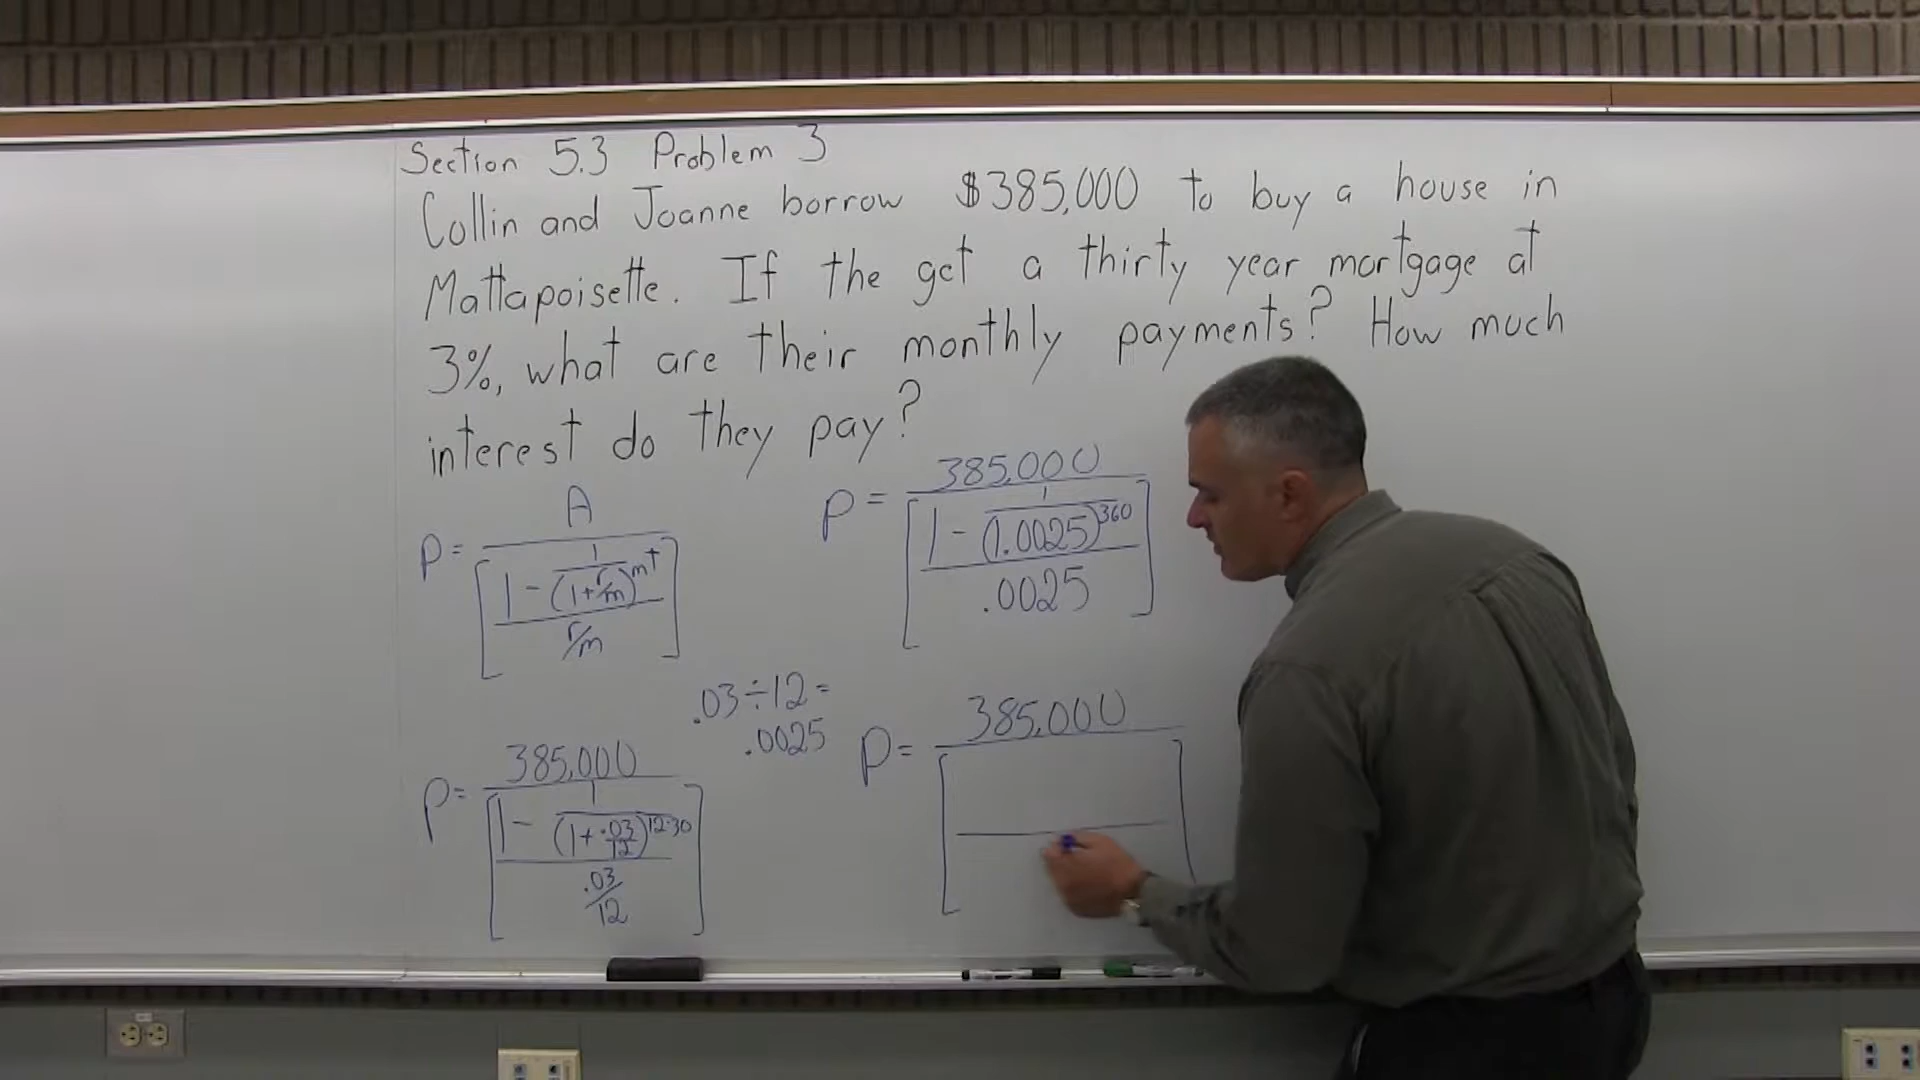 Section 5.3 Problem 3
Collin and Joanne borrow $385,000 to buy a house in
Mattapoisette. If the get a thirty year mortgage at
3%, what are their monthly payments? How much
interest do they pay?
A
P =
1
1 - (1+r/m)^mt
r/m
385,000
P =
1
1 - (1+.03/12)^12·30
.03/12
.03÷12=
.0025
385,000
P =
1
1 - (1.0025)^360
.0025
385,000
P =